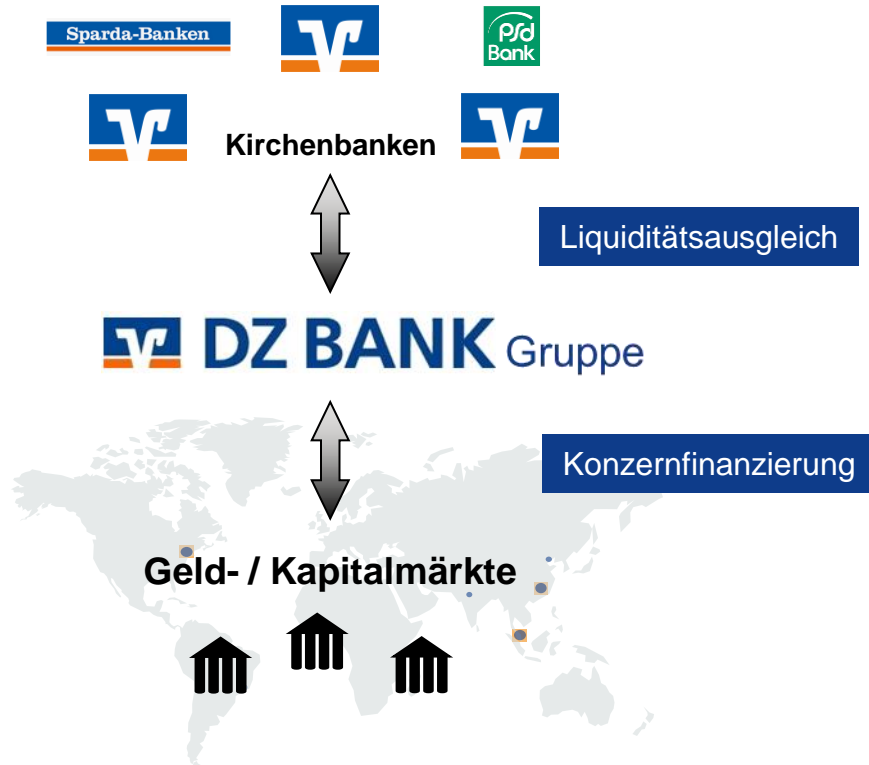 Sparda-Banken
PSd
Bank
Kirchenbanken
Liquiditätsausgleich
DZ BANK Gruppe
Konzernfinanzierung
Geld- / Kapitalmärkte